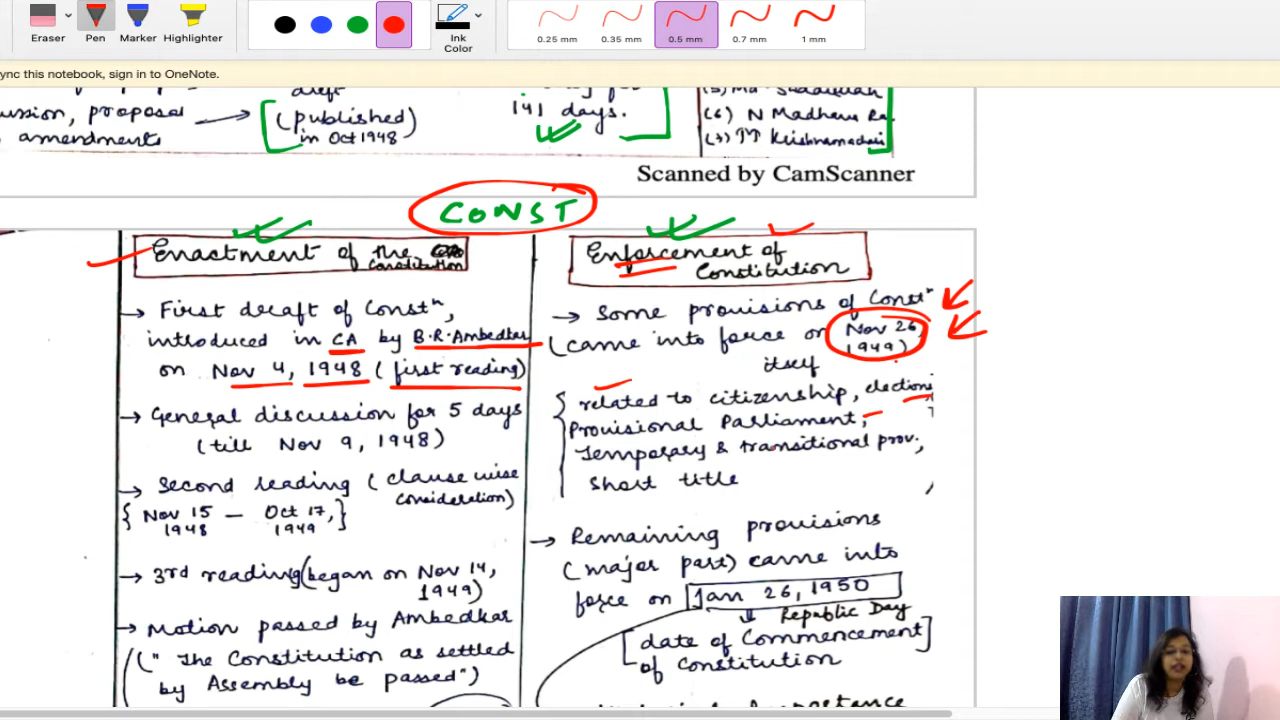 Eraser
Pen
Marker
Highlighter
Ink
Color
0.25 mm
0.35 mm
0.5 mm
0.7 mm
1 mm
ync this notebook, sign in to OneNote.
ussion, proposal
amendments
(published)
in Oct 1948
141 days.
(6) N Madhava Ra
(7) TT Krishnamachari
Scanned by CamScanner
CONST
Enactment of the
Constitution
→ First draft of Constⁿ,
introduced in CA by B.R. Ambedkar
on Nov 4, 1948 (first reading)
→ General discussion for 5 days
(till Nov 9, 1948)
→ Second reading (clause wise
consideration)
{ Nov 15 1948 — Oct 17, 1949 }
→ 3rd reading (began on Nov 14,
1949)
→ Motion passed by Ambedkar
(" The Constitution as settled
by Assembly be passed")
Enforcement of
Constitution
→ Some provisions of Constⁿ
(came into force on Nov 26
1949)
itself
{ related to citizenship, elections,
Provisional Parliament,
Temporary & transitional prov.,
Short title
→ Remaining provisions
(major part) came into
force on Jan 26, 1950
Republic Day
[date of Commencement]
of Constitution